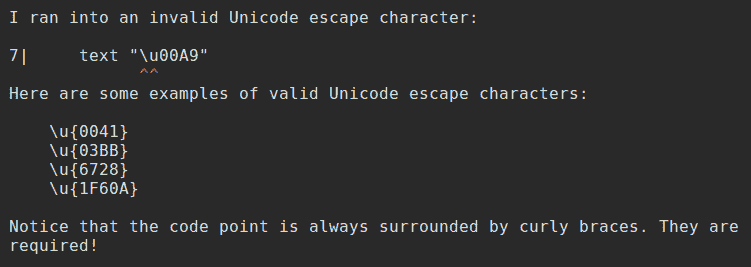 I ran into an invalid Unicode escape character:
7|     text "\u00A9"
^^
Here are some examples of valid Unicode escape characters:
\u{0041}
\u{03BB}
\u{6728}
\u{1F60A}
Notice that the code point is always surrounded by curly braces. They are
required!